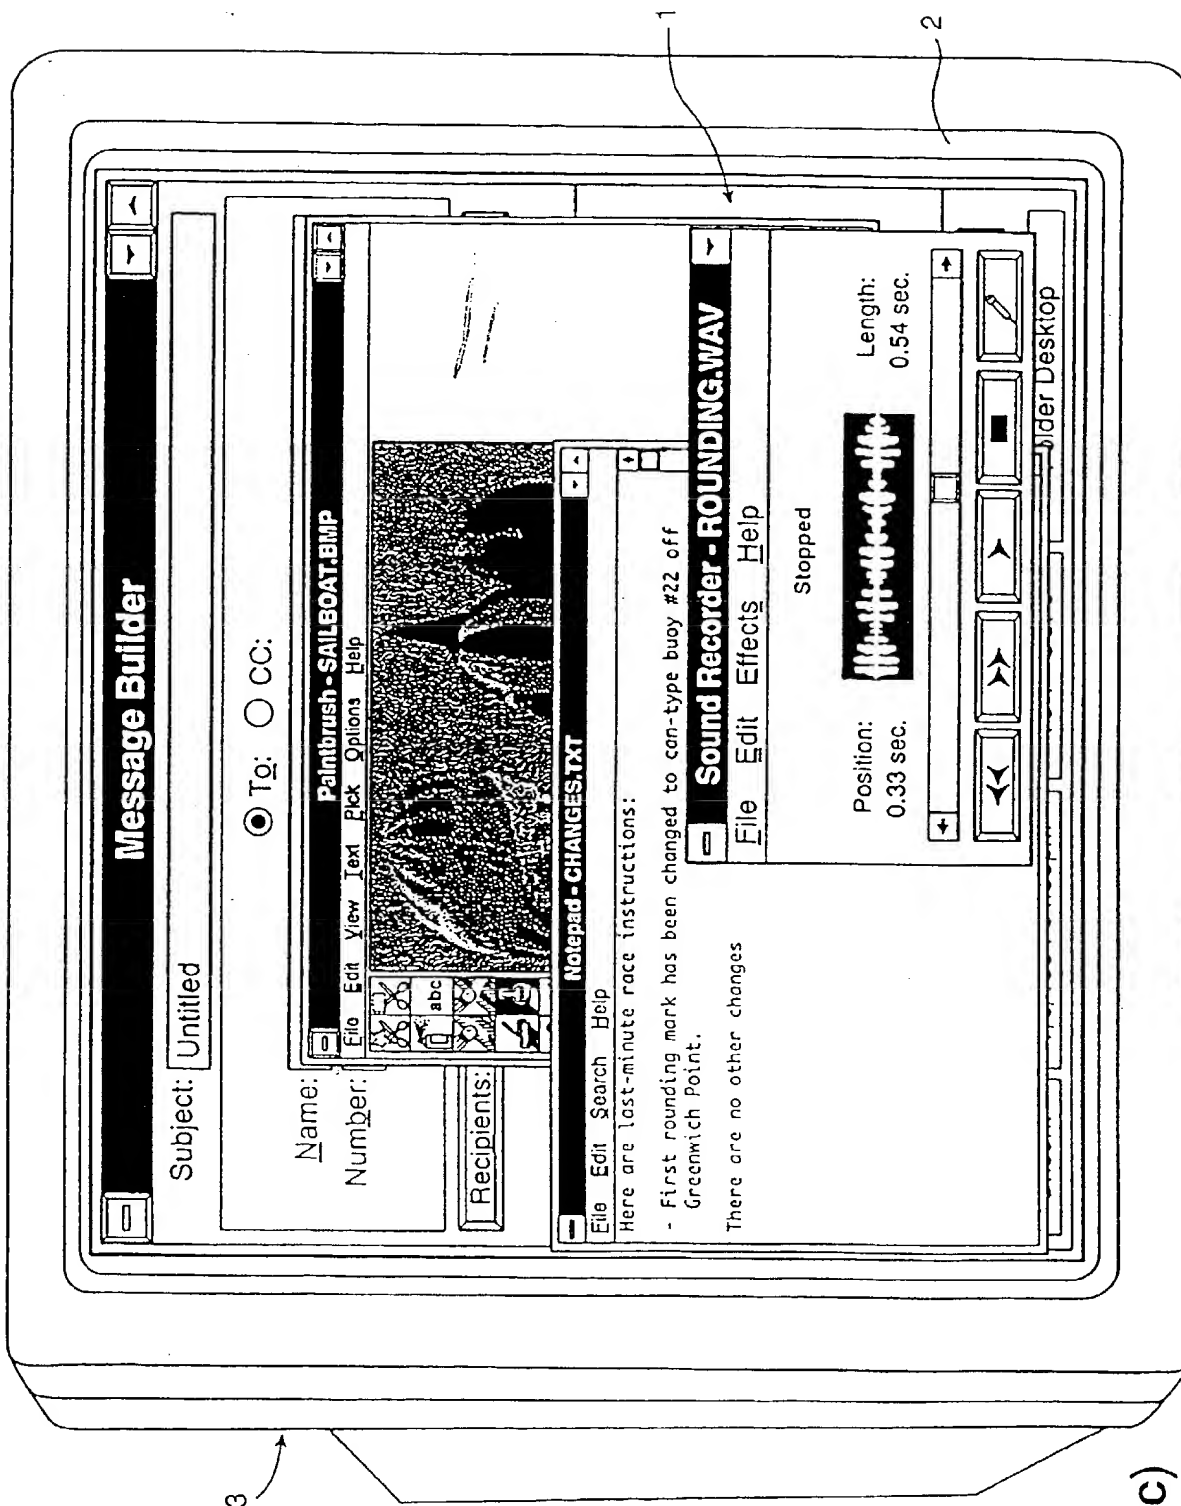 Message Builder
Subject: Untitled
To: CC:
Name:
Number:
Recipients:
Paintbrush - SAILBOAT.BMP
File Edit View Text Pick Options Help
abc
Notepad - CHANGES.TXT
File Edit Search Help
Here are last-minute race instructions:
- First rounding mark has been changed to can-type buoy #22 off
Greenwich Point.
There are no other changes
Sound Recorder - ROUNDING.WAV
File Edit Effects Help
Stopped
Position:
0.33 sec.
Length:
0.54 sec.
ilder Desktop
1
2
3
C)